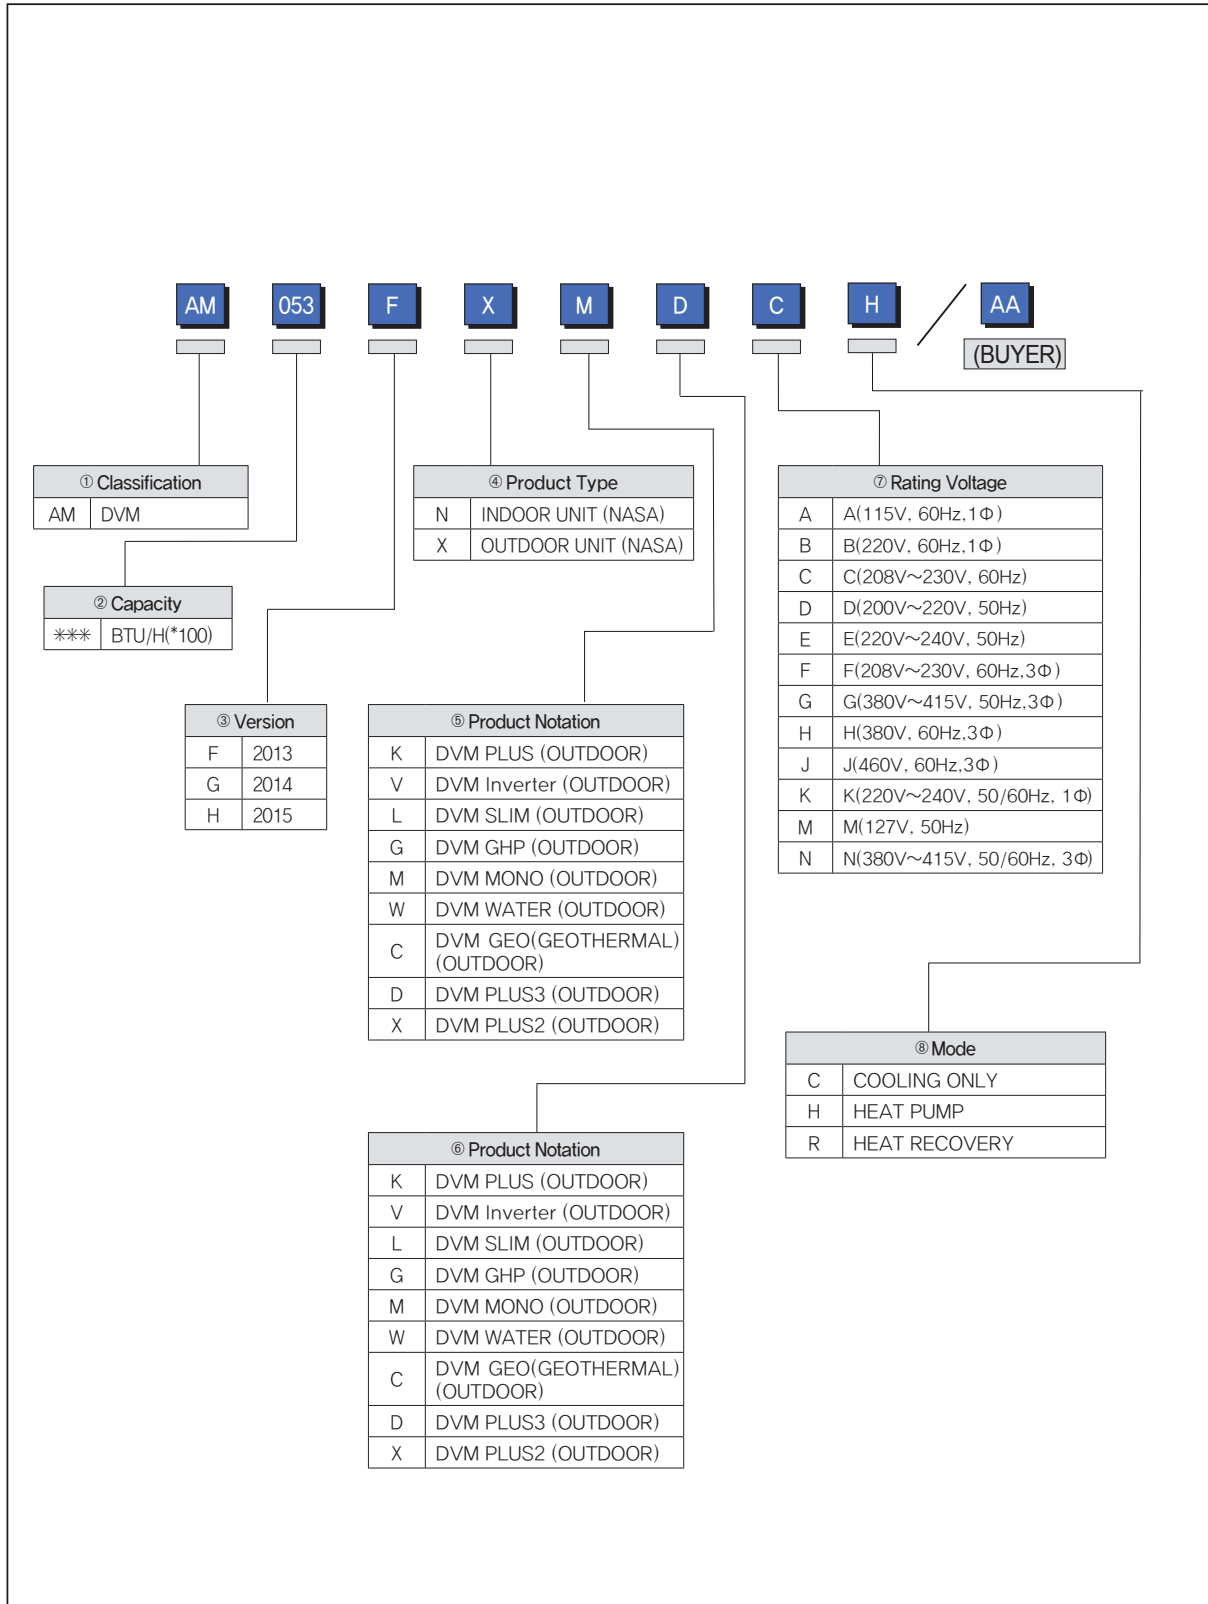 AM 053 F X M D C H / AA
(BUYER)
① Classification
AM DVM
② Capacity
*** BTU/H(*100)
③ Version
F 2013
G 2014
H 2015
④ Product Type
N INDOOR UNIT (NASA)
X OUTDOOR UNIT (NASA)
⑤ Product Notation
K DVM PLUS (OUTDOOR)
V DVM Inverter (OUTDOOR)
L DVM SLIM (OUTDOOR)
G DVM GHP (OUTDOOR)
M DVM MONO (OUTDOOR)
W DVM WATER (OUTDOOR)
C DVM GEO(GEOTHERMAL)
(OUTDOOR)
D DVM PLUS3 (OUTDOOR)
X DVM PLUS2 (OUTDOOR)
⑥ Product Notation
K DVM PLUS (OUTDOOR)
V DVM Inverter (OUTDOOR)
L DVM SLIM (OUTDOOR)
G DVM GHP (OUTDOOR)
M DVM MONO (OUTDOOR)
W DVM WATER (OUTDOOR)
C DVM GEO(GEOTHERMAL)
(OUTDOOR)
D DVM PLUS3 (OUTDOOR)
X DVM PLUS2 (OUTDOOR)
⑦ Rating Voltage
A A(115V, 60Hz,1Φ)
B B(220V, 60Hz,1Φ)
C C(208V~230V, 60Hz)
D D(200V~220V, 50Hz)
E E(220V~240V, 50Hz)
F F(208V~230V, 60Hz,3Φ)
G G(380V~415V, 50Hz,3Φ)
H H(380V, 60Hz,3Φ)
J J(460V, 60Hz,3Φ)
K K(220V~240V, 50/60Hz, 1Φ)
M M(127V, 50Hz)
N N(380V~415V, 50/60Hz, 3Φ)
⑧ Mode
C COOLING ONLY
H HEAT PUMP
R HEAT RECOVERY